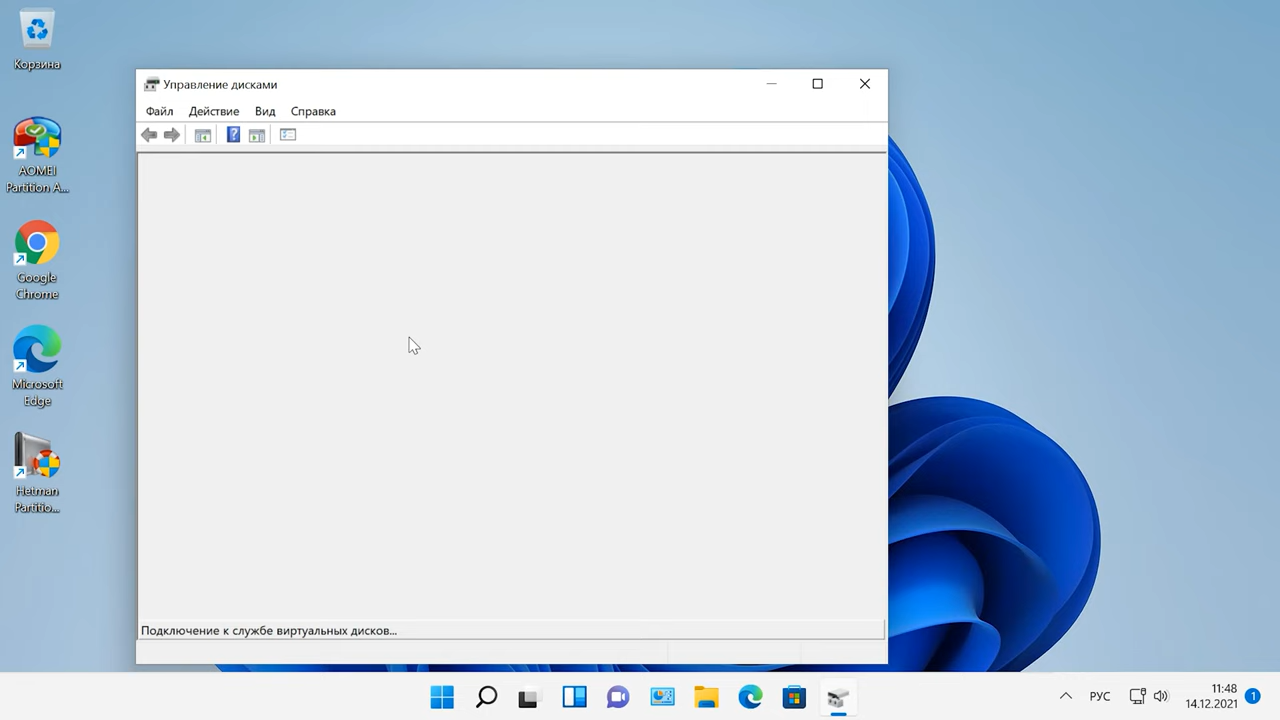 Корзина
AOMEI
Partition A...
Google
Chrome
Microsoft
Edge
Hetman
Partitio...
Управление дисками
Файл Действие Вид Справка
?
Подключение к службе виртуальных дисков...
РУС
11:48
14.12.2021
1